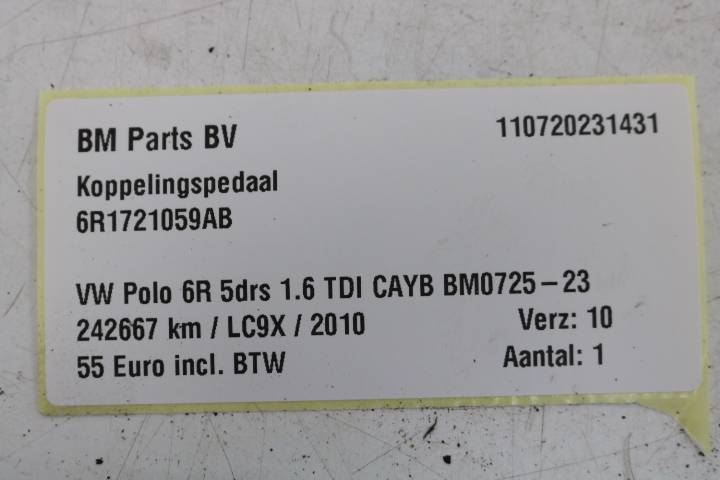 BM Parts BV 110720231431
Koppelingspedaal
6R1721059AB
VW Polo 6R 5drs 1.6 TDI CAYB BM0725-23
242667 km / LC9X / 2010 Verz: 10
55 Euro incl. BTW Aantal: 1